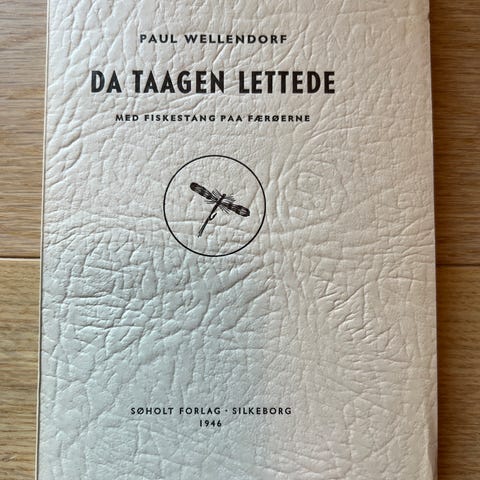 PAUL WELLENDORF
DA TAAGEN LETTEDE
MED FISKESTANG PAA FÆRØERNE
SØHOLT FORLAG · SILKEBORG
1946